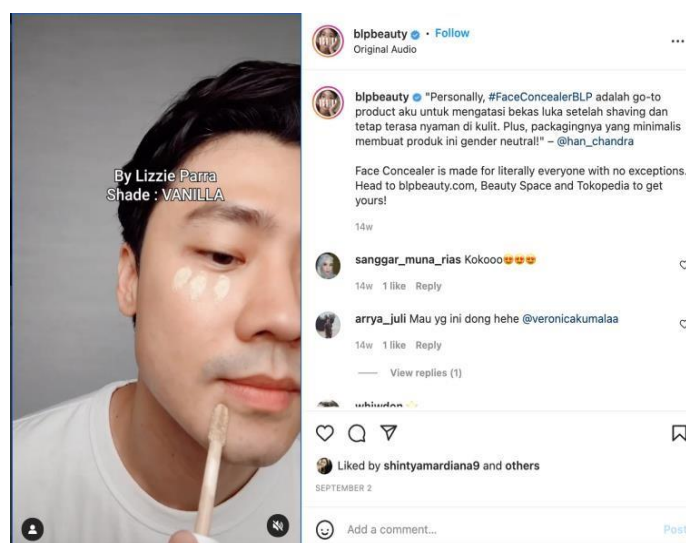 By Lizzie Parra
Shade : VANILLA
blpbeauty • Follow
Original Audio
blpbeauty "Personally, #FaceConcealerBLP adalah go-to
product aku untuk mengatasi bekas luka setelah shaving dan
tetap terasa nyaman di kulit. Plus, packagingnya yang minimalis
membuat produk ini gender neutral!" – @han_chandra
Face Concealer is made for literally everyone with no exceptions.
Head to blpbeauty.com, Beauty Space and Tokopedia to get
yours!
14w
sanggar_muna_rias Kokooo😍😍😍
14w 1 like Reply
arrya_juli Mau yg ini dong hehe @veronicakumalaa
14w 1 like Reply
View replies (1)
Liked by shintyamardiana9 and others
SEPTEMBER 2
Add a comment...
Post